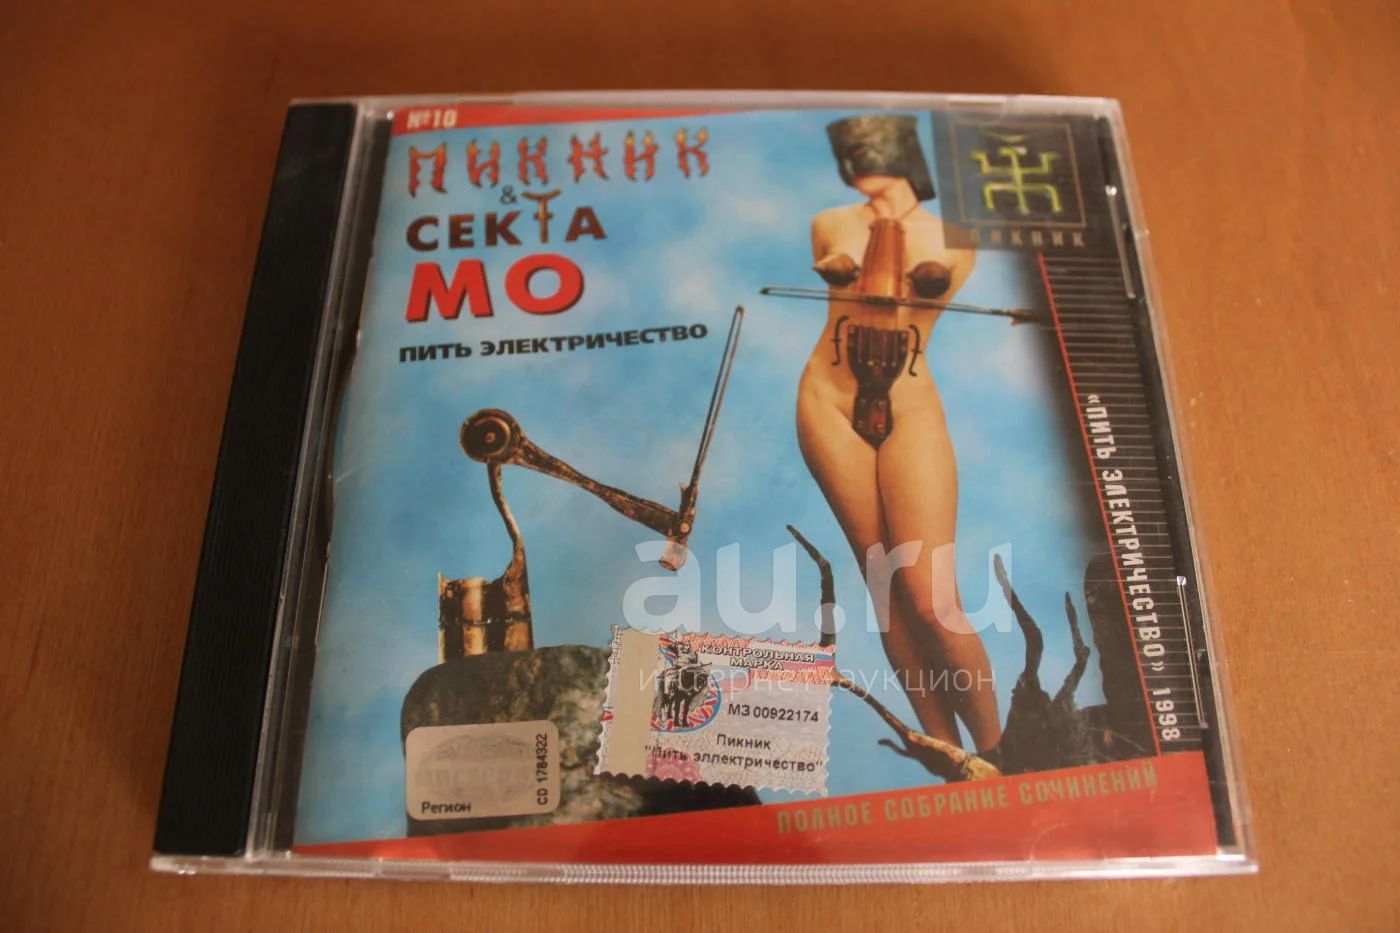 №10
ПИКНИК
&
СЕКТА
МО
ПИТЬ ЭЛЕКТРИЧЕСТВО
ПИКНИК
«ПИТЬ ЭЛЕКТРИЧЕСТВО» 1998
au.ru
интернет-аукцион
КОНТРОЛЬНАЯ
МАРКА
МЗ 00922174
Пикник
"Пить эллектричество"
Регион
CD 1784322
ПОЛНОЕ СОБРАНИЕ СОЧИНЕНИЙ